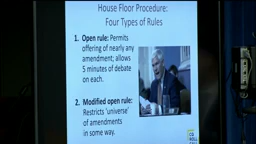 House Floor Procedure:
Four Types of Rules
1. Open rule: Permits
offering of nearly any
amendment; allows
5 minutes of debate
on each.
2. Modified open rule:
Restricts 'universe'
of amendments
in some way.